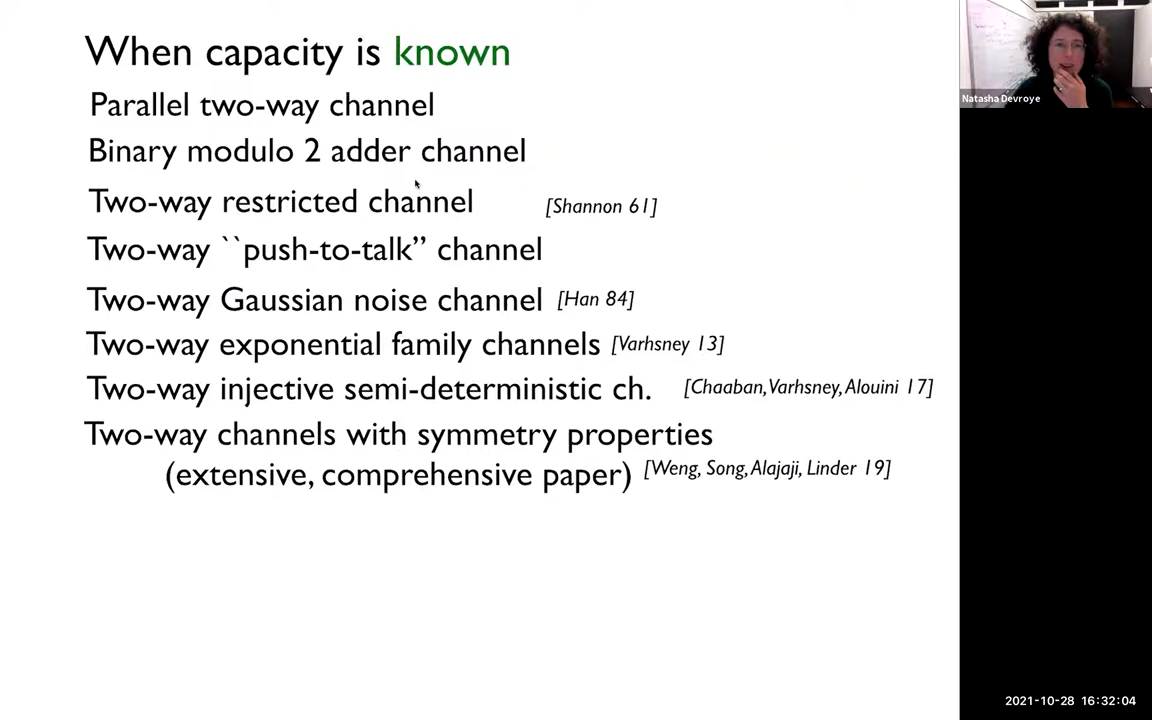 When capacity is known
Parallel two-way channel
Binary modulo 2 adder channel
Two-way restricted channel [Shannon 61]
Two-way ``push-to-talk” channel
Two-way Gaussian noise channel [Han 84]
Two-way exponential family channels [Varhsney 13]
Two-way injective semi-deterministic ch. [Chaaban, Varhsney, Alouini 17]
Two-way channels with symmetry properties
(extensive, comprehensive paper) [Weng, Song, Alajaji, Linder 19]
Natasha Devroye
2021-10-28 16:32:04